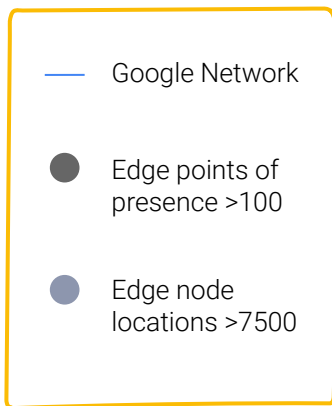 Google Network
Edge points of
presence >100
Edge node
locations >7500